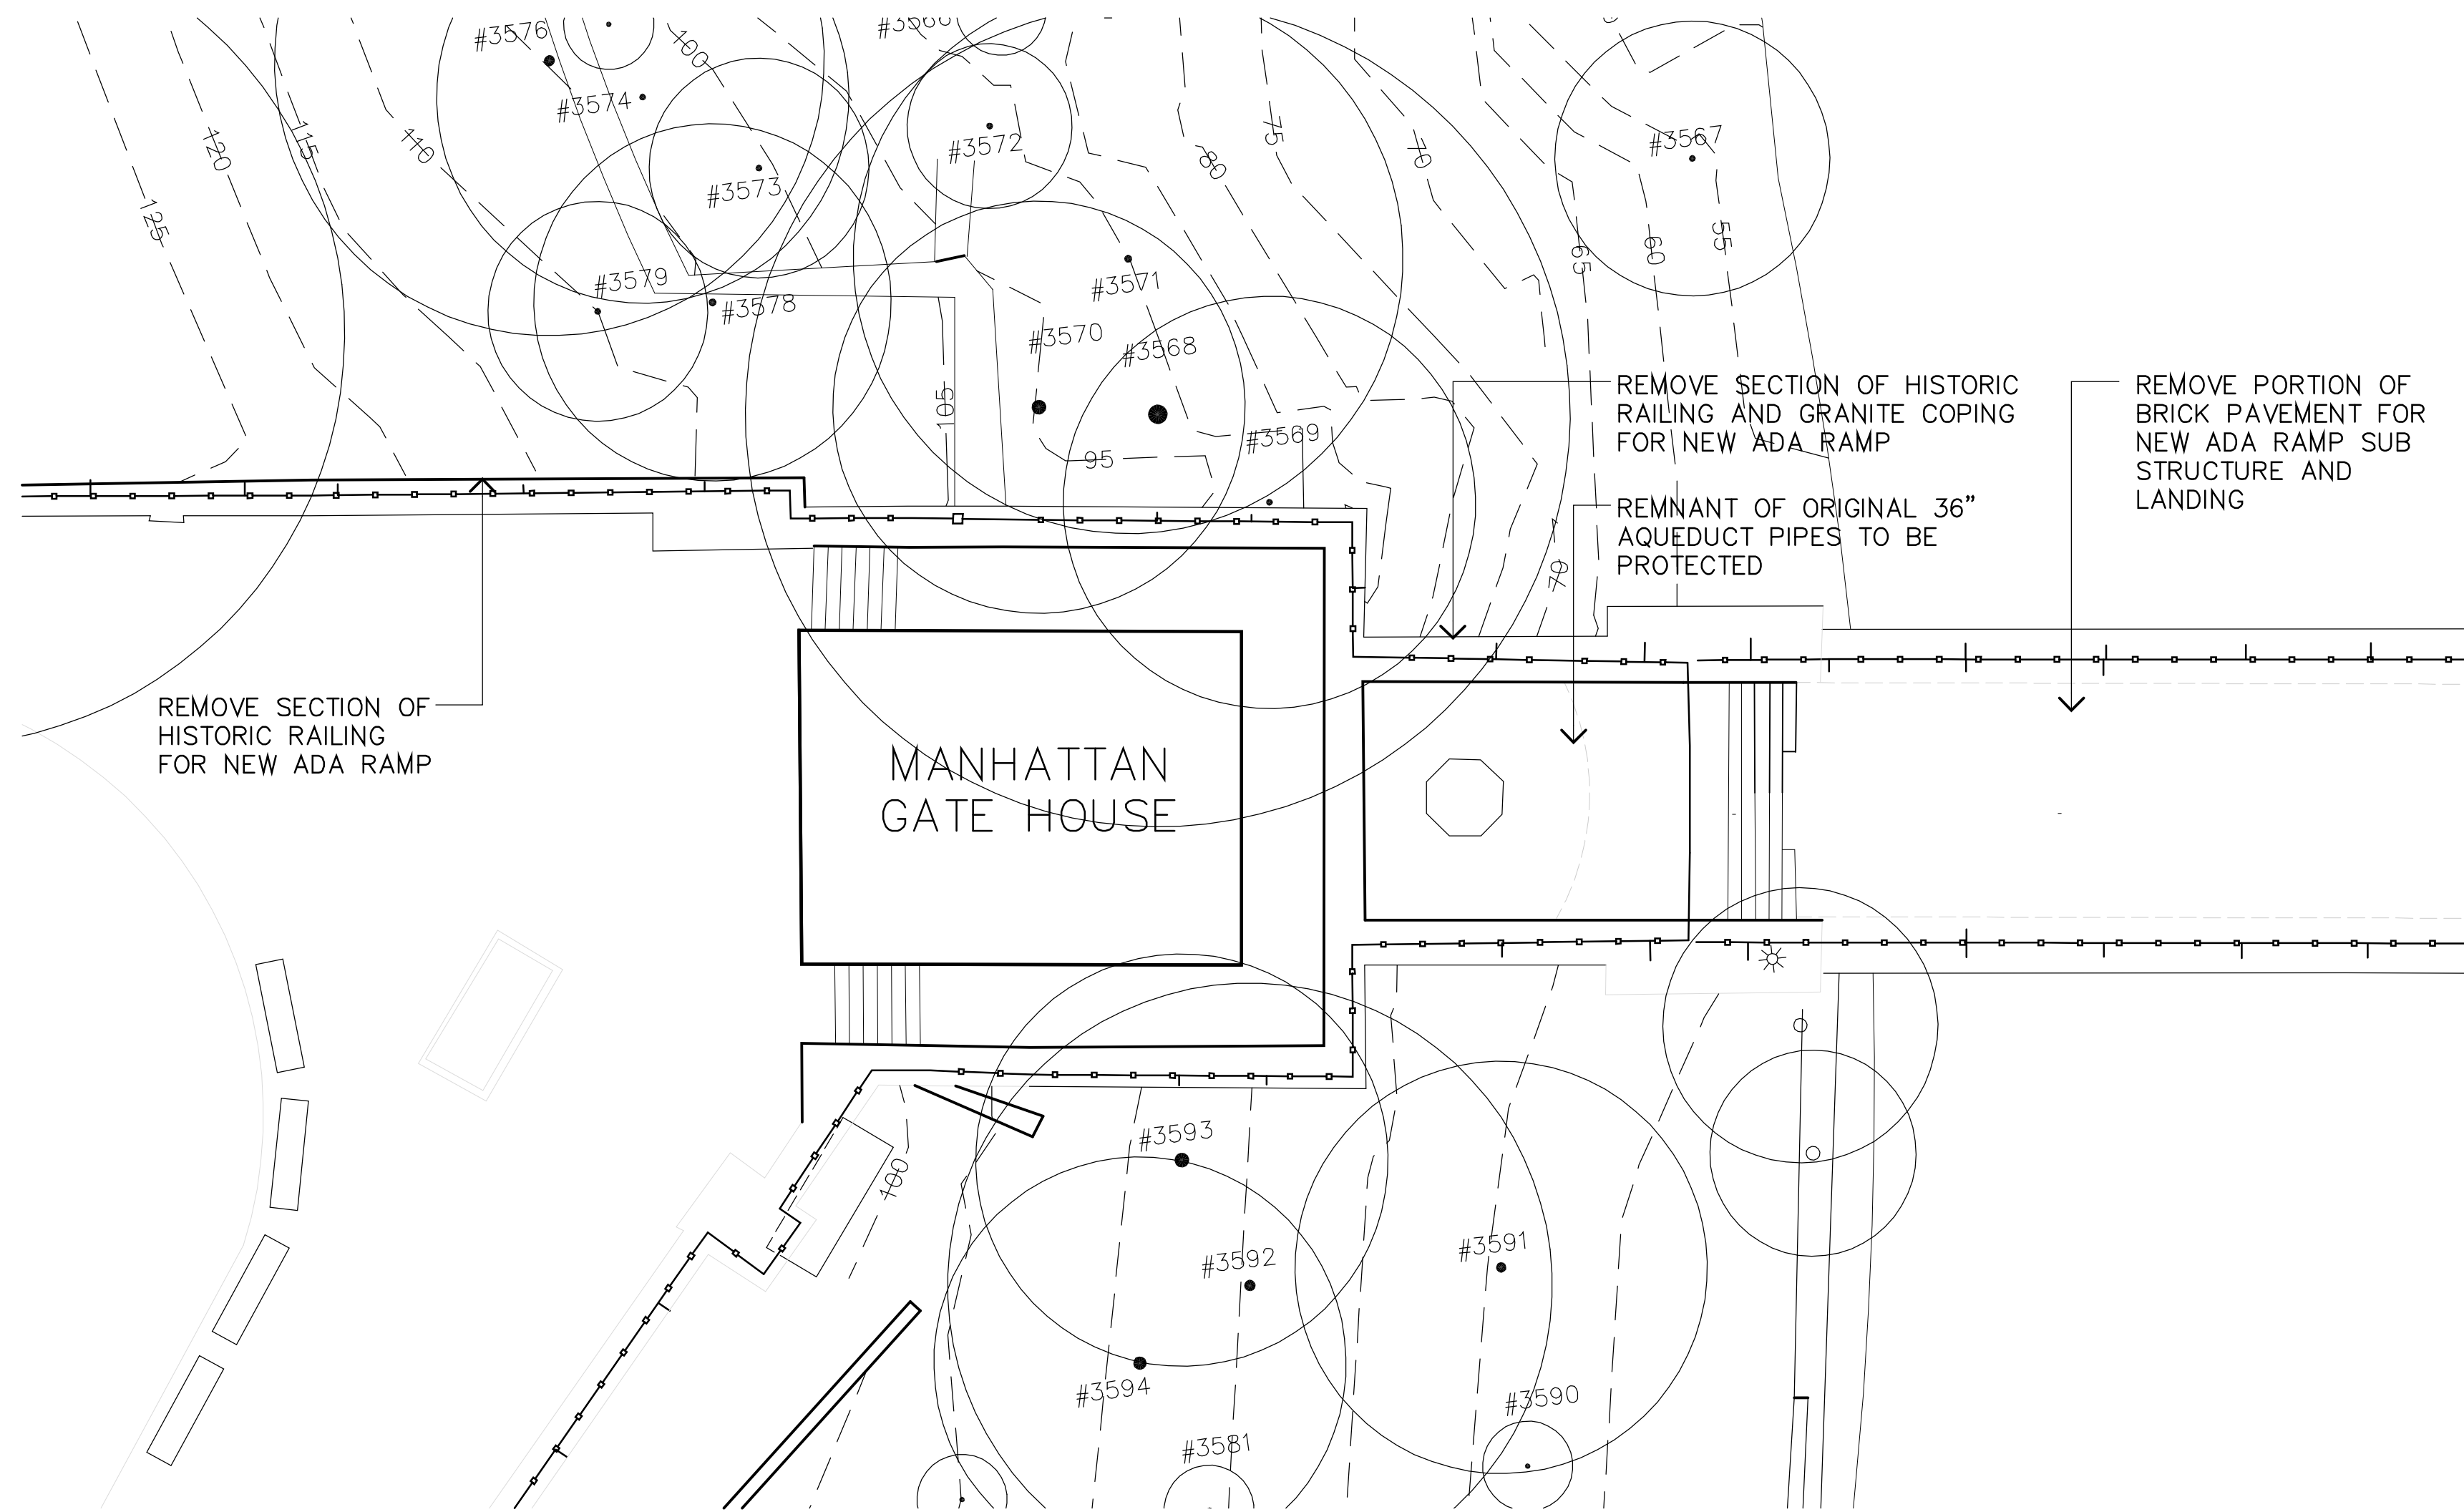 #3576
#3566
100
#3574
#3567
75
70
#3572
80
120
115
110
#3573
125
65
60
55
#3579
#3571
#3578
#3570
#3568
REMOVE SECTION OF HISTORIC
RAILING AND GRANITE COPING
FOR NEW ADA RAMP
REMOVE PORTION OF
BRICK PAVEMENT FOR
NEW ADA RAMP SUB
STRUCTURE AND
LANDING
105
#3569
95
REMNANT OF ORIGINAL 36”
AQUEDUCT PIPES TO BE
PROTECTED
70
REMOVE SECTION OF
HISTORIC RAILING
FOR NEW ADA RAMP
MANHATTAN
GATE HOUSE
#3593
100
#3592
#3591
#3594
#3590
#3581